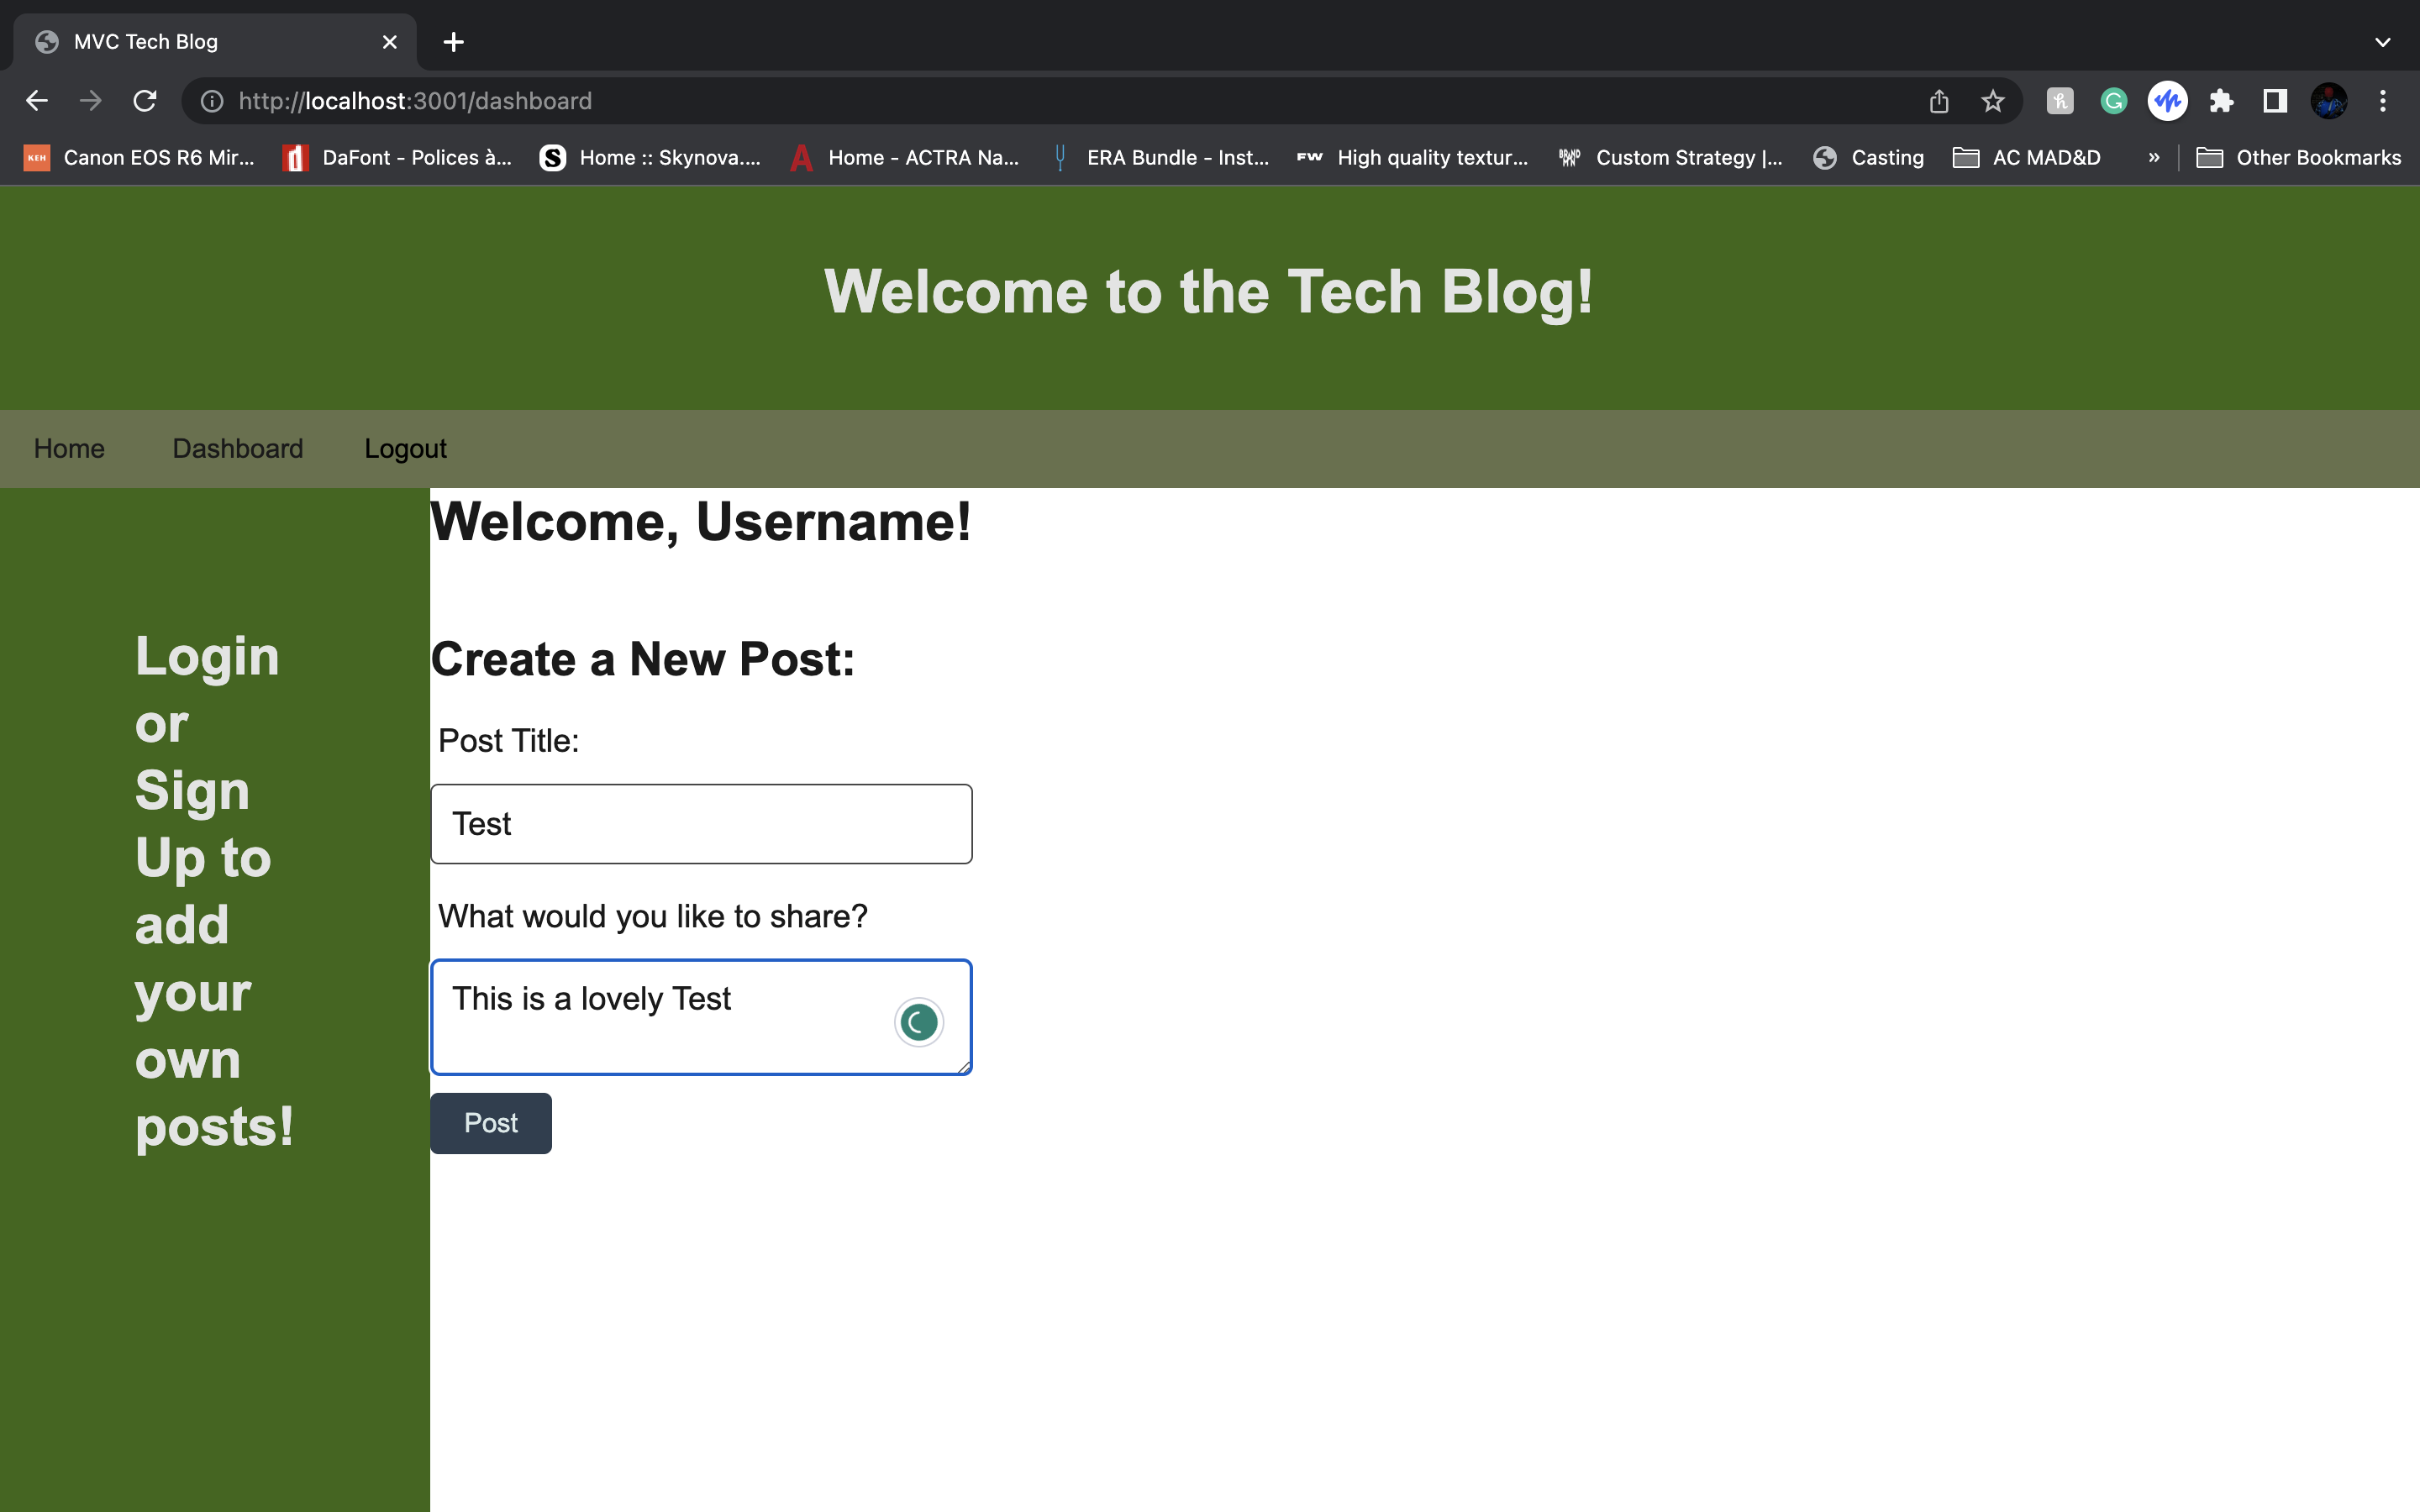 MVC Tech Blog
http://localhost:3001/dashboard
KEH Canon EOS R6 Mir... DaFont - Polices à... S Home :: Skynova.... A Home - ACTRA Na... ERA Bundle - Inst... FW High quality textur... Custom Strategy |... Casting AC MAD&D » Other Bookmarks
Welcome to the Tech Blog!
Home Dashboard Logout
Login
or
Sign
Up to
add
your
own
posts!
Welcome, Username!
Create a New Post:
Post Title:
Test
What would you like to share?
This is a lovely Test
Post